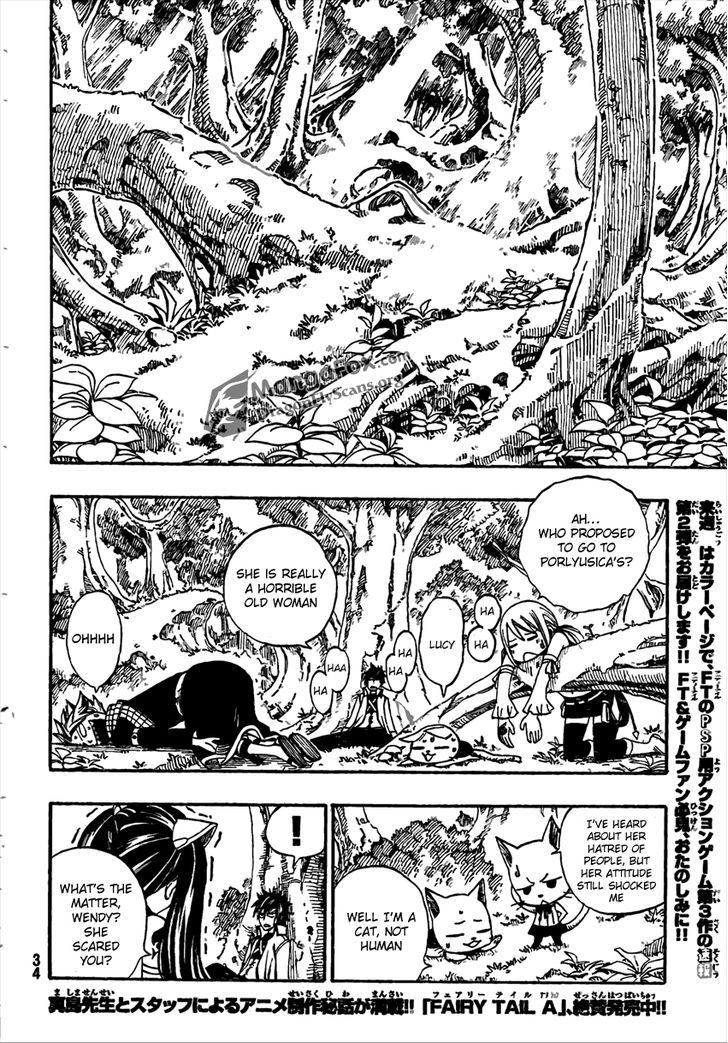 MangaFox.com
DragonflyScans.org
AH...
WHO PROPOSED
TO GO TO
PORLYUSICA'S?
LUCY
HA
HA
SHE IS REALLY
A HORRIBLE
OLD WOMAN
HA
HAA
HA
OHHHH
I'VE HEARD
ABOUT HER
HATRED OF
PEOPLE, BUT
HER ATTITUDE
STILL SHOCKED
ME
WELL I'M A
CAT, NOT
HUMAN
!
WHAT'S THE
MATTER,
WENDY?
SHE
SCARED YOU?
来週はカラーページで、FTのPSP用アクションゲーム第3作の速報
第2弾をお届けします!! FT&ゲームファン必見、おたのしみに!!
34
真島先生とスタッフによるアニメ制作秘話が満載!!「FAIRY TAIL A」、絶賛発売中!!